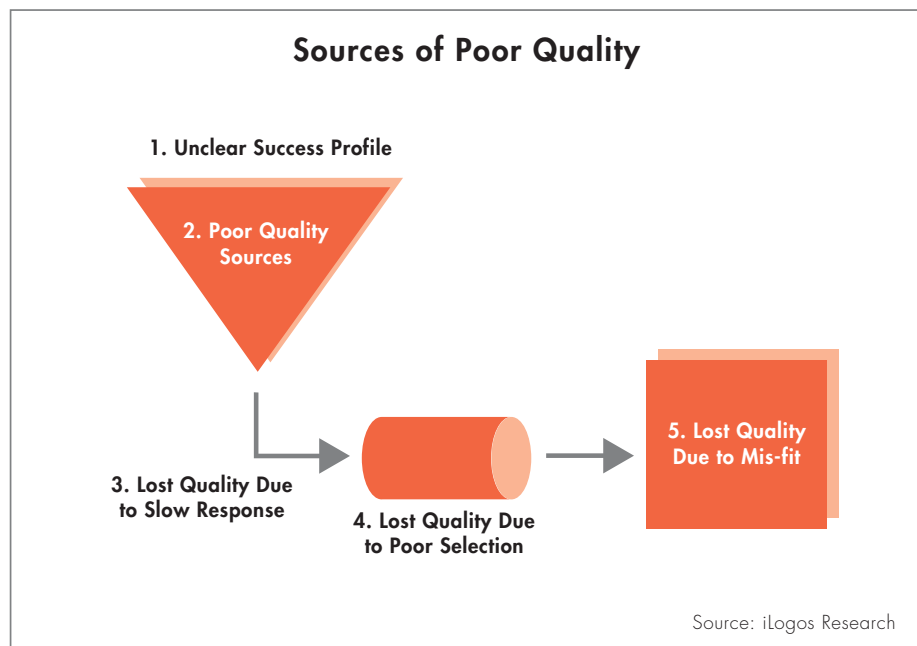 Sources of Poor Quality
1. Unclear Success Profile
2. Poor Quality
Sources
3. Lost Quality Due
to Slow Response
4. Lost Quality Due
to Poor Selection
5. Lost Quality
Due to Mis-fit
Source: iLogos Research